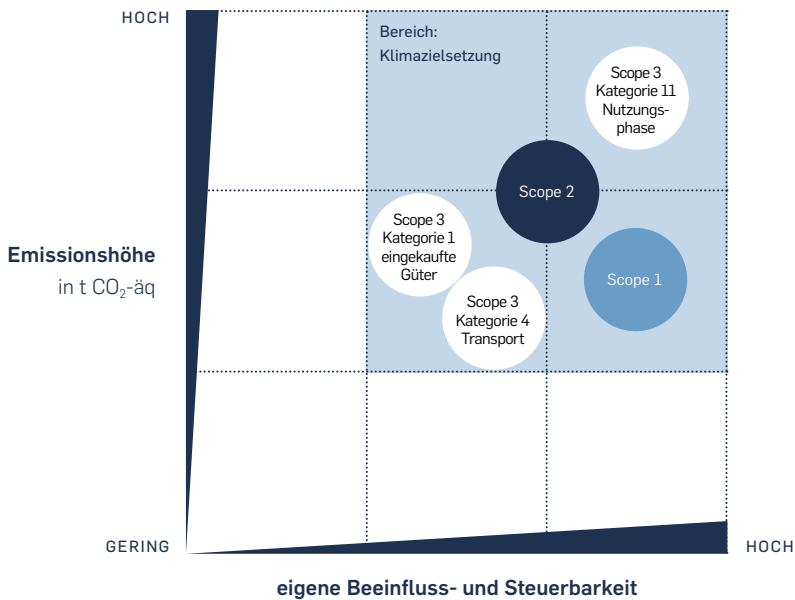 HOCH
Bereich:
Klimazielsetzung
Scope 3
Kategorie 11
Nutzungs-
phase
Scope 2
Scope 3
Kategorie 1
eingekaufte
Güter
Emissionshöhe
in t CO₂-äq
Scope 1
Scope 3
Kategorie 4
Transport
GERING
HOCH
eigene Beeinfluss- und Steuerbarkeit